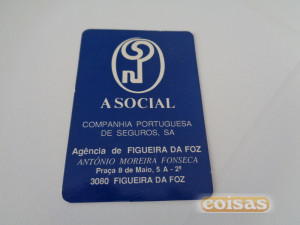 A SOCIAL
COMPANHIA PORTUGUESA
DE SEGUROS, SA
Agência de FIGUEIRA DA FOZ
ANTÓNIO MOREIRA FONSECA
Praça 8 de Maio, 5 A - 2º
3080 FIGUEIRA DA FOZ
coisas